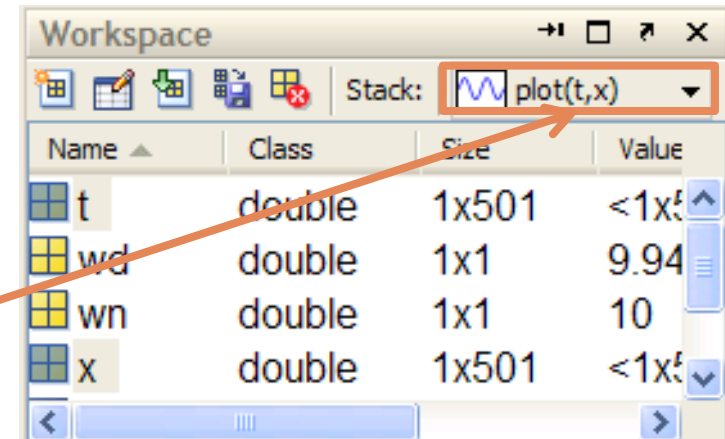 Workspace
Stack: plot(t,x)
Name Class Size Value
t double 1x501 <1x5
wd double 1x1 9.94
wn double 1x1 10
x double 1x501 <1x5